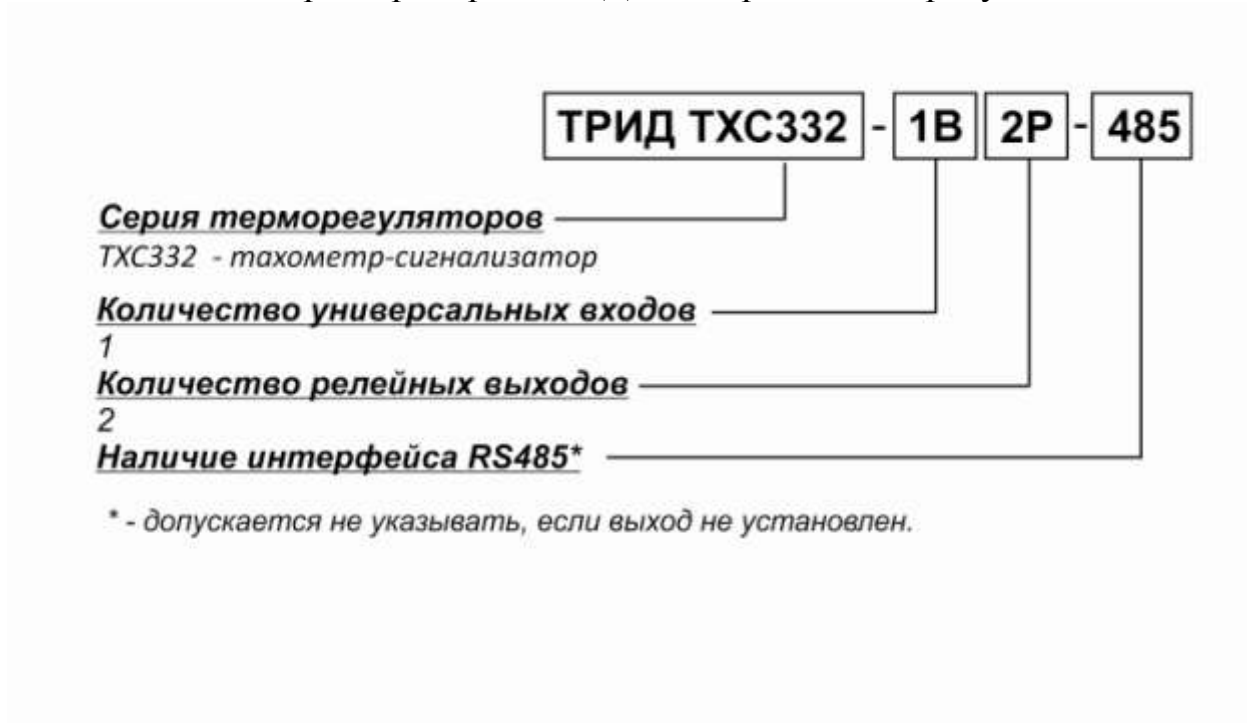 ТРИД ТХС332 - 1В 2Р - 485
Серия терморегуляторов
ТХС332 - тахометр-сигнализатор
Количество универсальных входов
1
Количество релейных выходов
2
Наличие интерфейса RS485*
* - допускается не указывать, если выход не установлен.